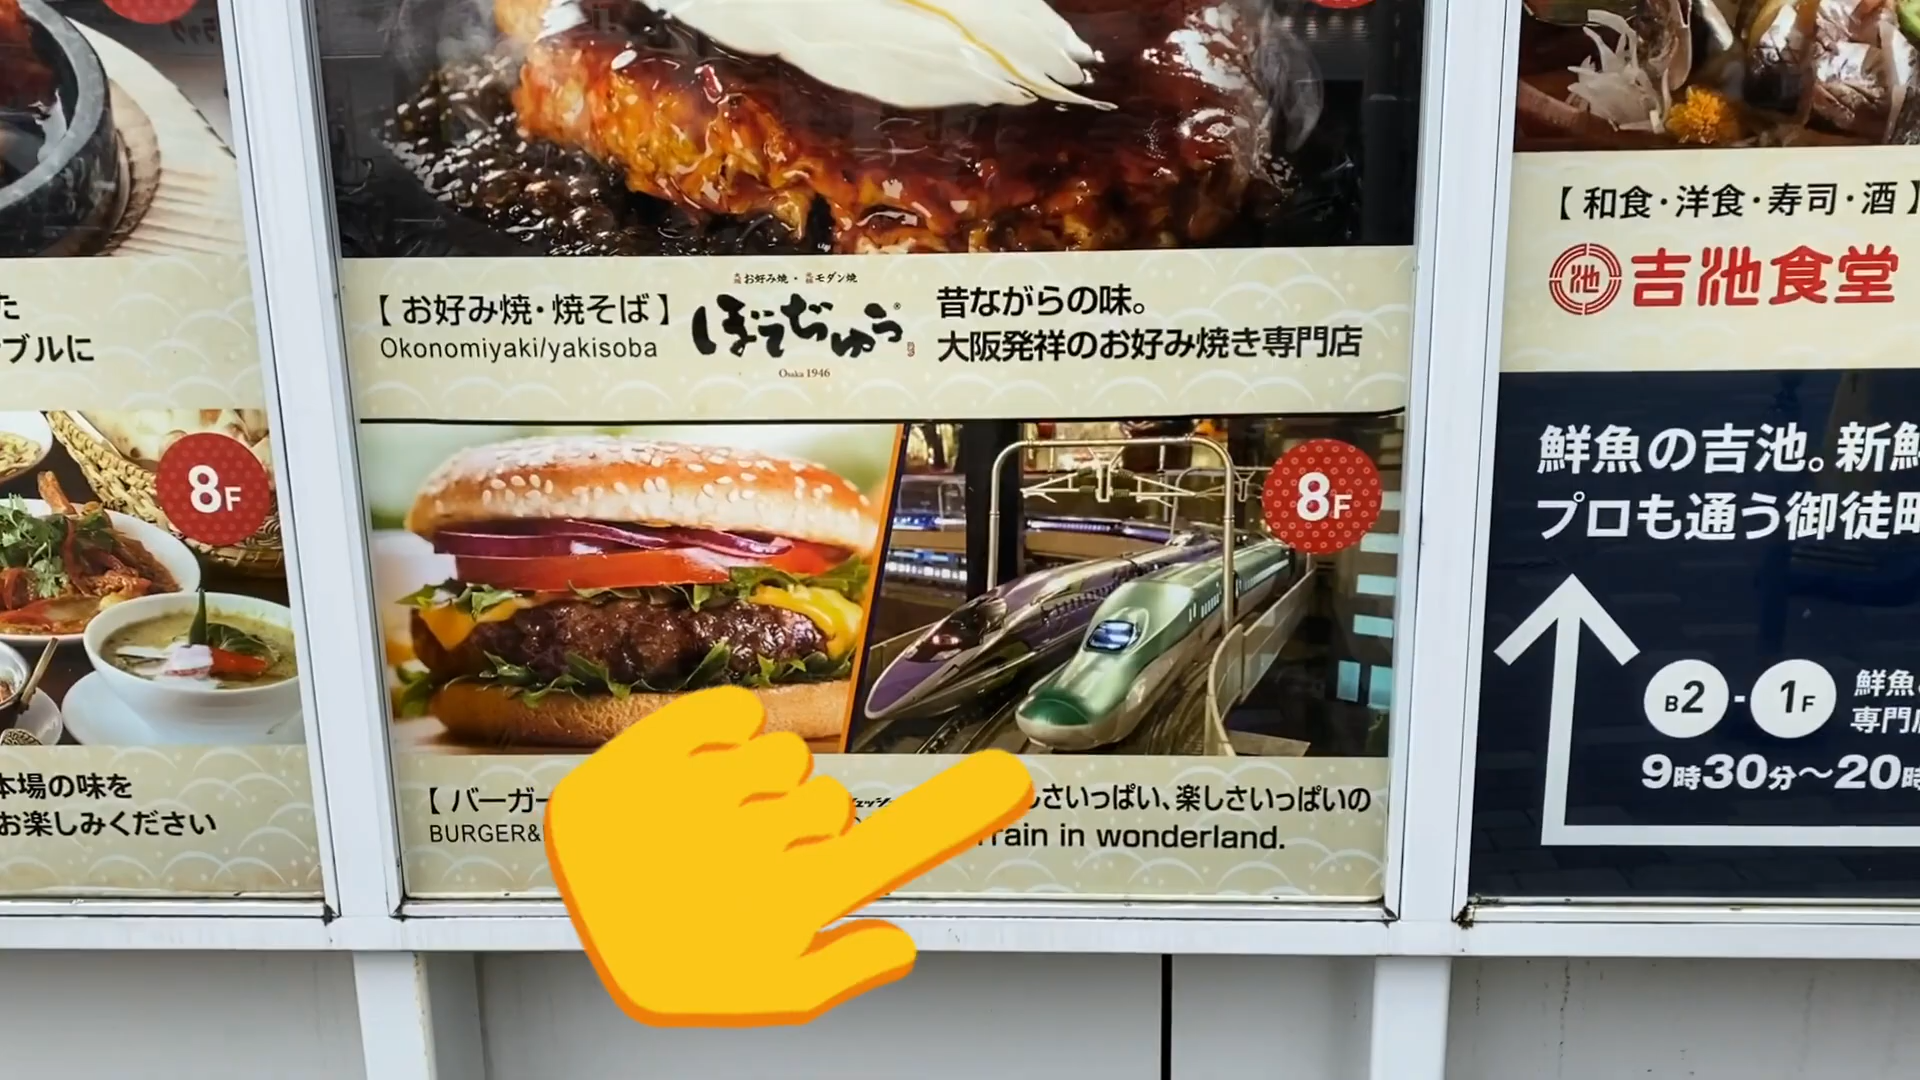 た
ブルに
8F
本場の味を
お楽しみください
大阪お好み焼・大阪モダン焼
【お好み焼・焼そば】
Okonomiyaki/yakisoba
ぼてぢゅう®
Osaka 1946
昔ながらの味。
大阪発祥のお好み焼き専門店
8F
【バーガー
BURGER&
さいっぱい、楽しさいっぱいの
Train in wonderland.
【和食・洋食・寿司・酒】
池 吉池食堂
鮮魚の吉池。新鮮
プロも通う御徒町
B2-1F
鮮魚
専門
9時30分〜20時